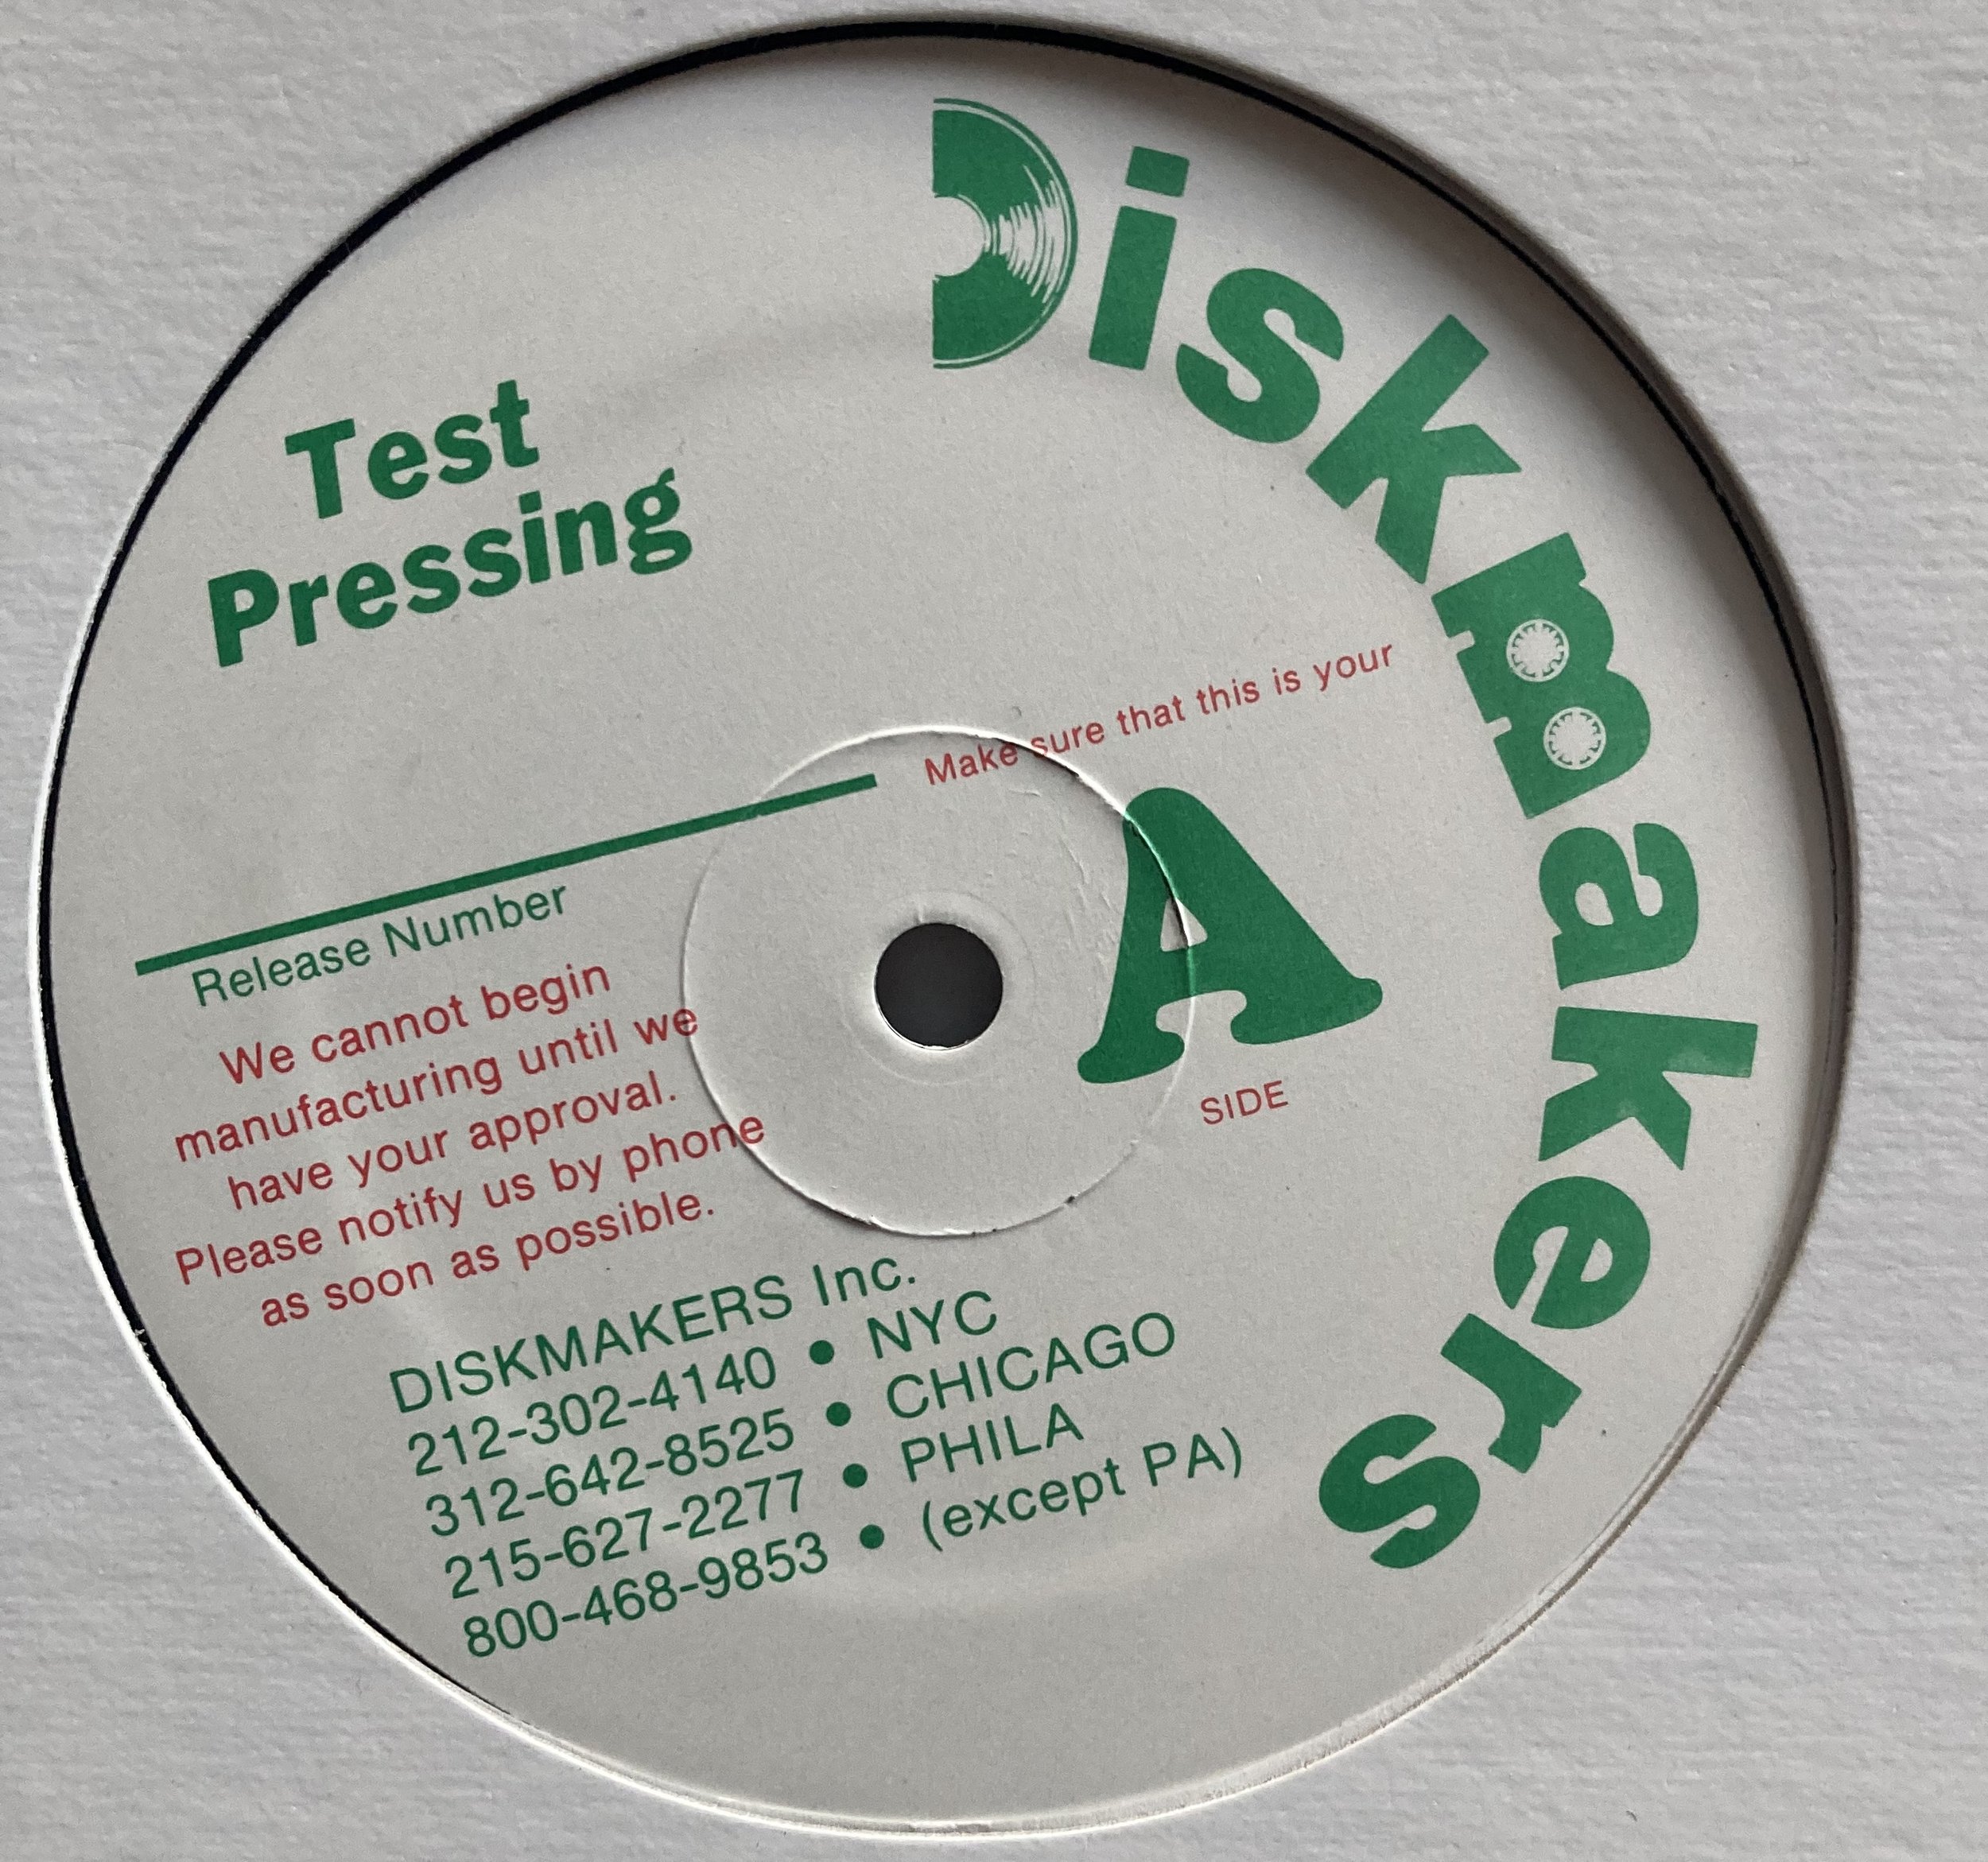 Diskmakers
Test
Pressing
Make sure that this is your
A
SIDE
Release Number
We cannot begin
manufacturing until we
have your approval.
Please notify us by phone
as soon as possible.
DISKMAKERS Inc.
212-302-4140 • NYC
312-642-8525 • CHICAGO
215-627-2277 • PHILA
800-468-9853 • (except PA)